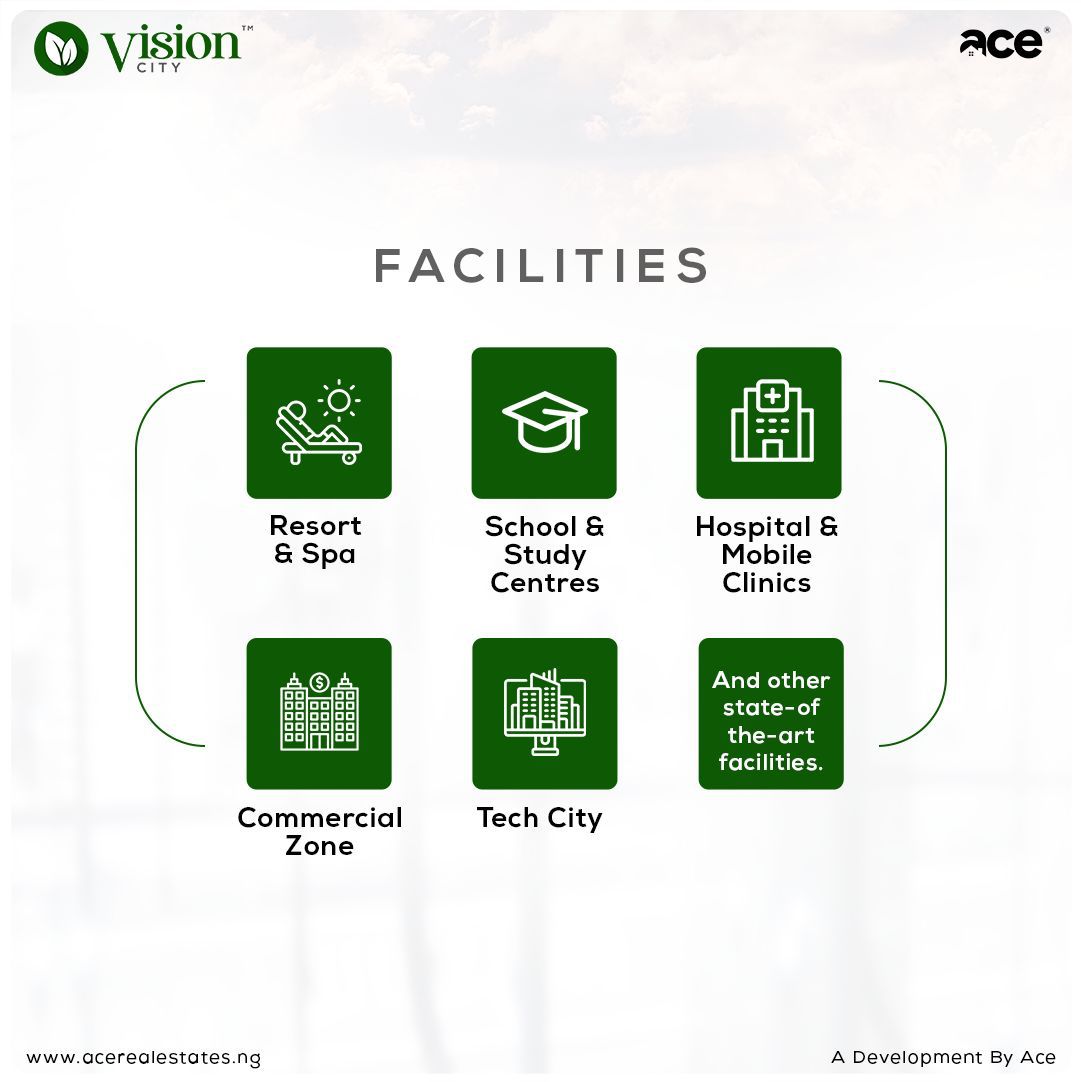 Vision™
CITY
ace®
FACILITIES
Resort
& Spa
School &
Study
Centres
Hospital &
Mobile
Clinics
$
Commercial
Zone
Tech City
And other
state-of
the-art
facilities.
www.acerealestates.ng
A Development By Ace